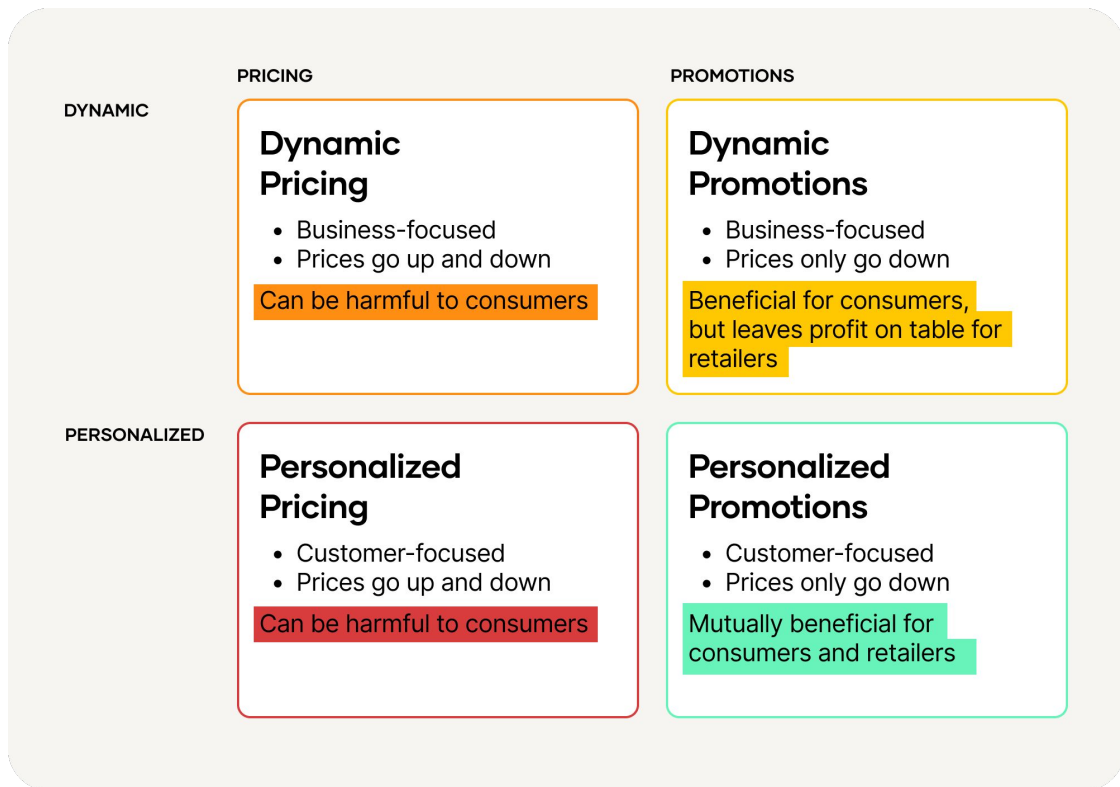 PRICING
PROMOTIONS
DYNAMIC
Dynamic
Pricing
• Business-focused
• Prices go up and down
Can be harmful to consumers
Dynamic
Promotions
• Business-focused
• Prices only go down
Beneficial for consumers,
but leaves profit on table for
retailers
PERSONALIZED
Personalized
Pricing
• Customer-focused
• Prices go up and down
Can be harmful to consumers
Personalized
Promotions
• Customer-focused
• Prices only go down
Mutually beneficial for
consumers and retailers